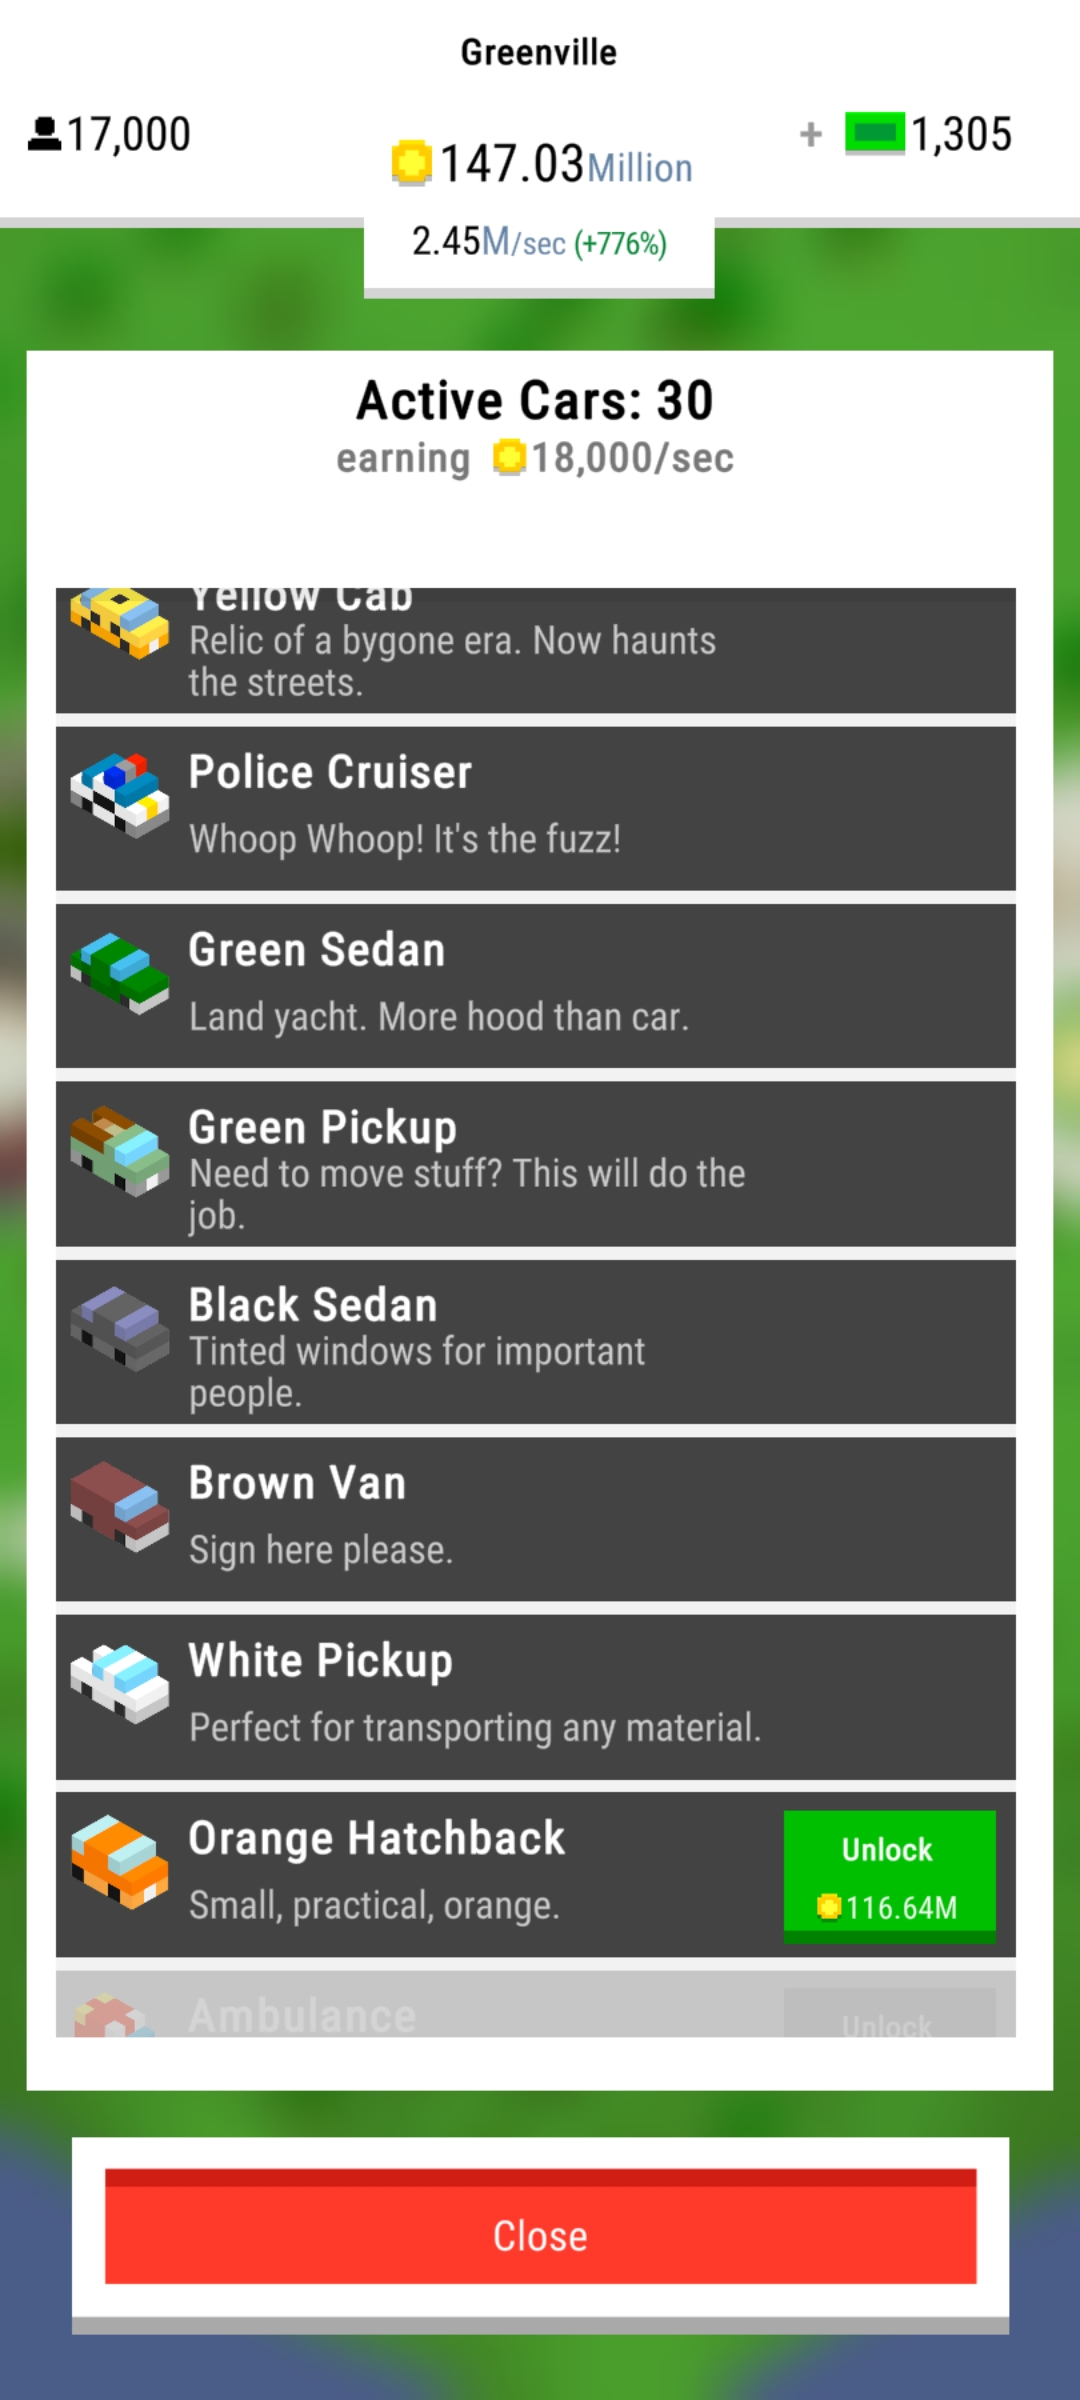 Greenville
17,000
147.03Million
+ 1,305
2.45M/sec (+776%)
Active Cars: 30
earning 18,000/sec
Yellow Cab
Relic of a bygone era. Now haunts
the streets.
Police Cruiser
Whoop Whoop! It's the fuzz!
Green Sedan
Land yacht. More hood than car.
Green Pickup
Need to move stuff? This will do the
job.
Black Sedan
Tinted windows for important
people.
Brown Van
Sign here please.
White Pickup
Perfect for transporting any material.
Orange Hatchback
Small, practical, orange.
Unlock
116.64M
Ambulance
Unlock
Close